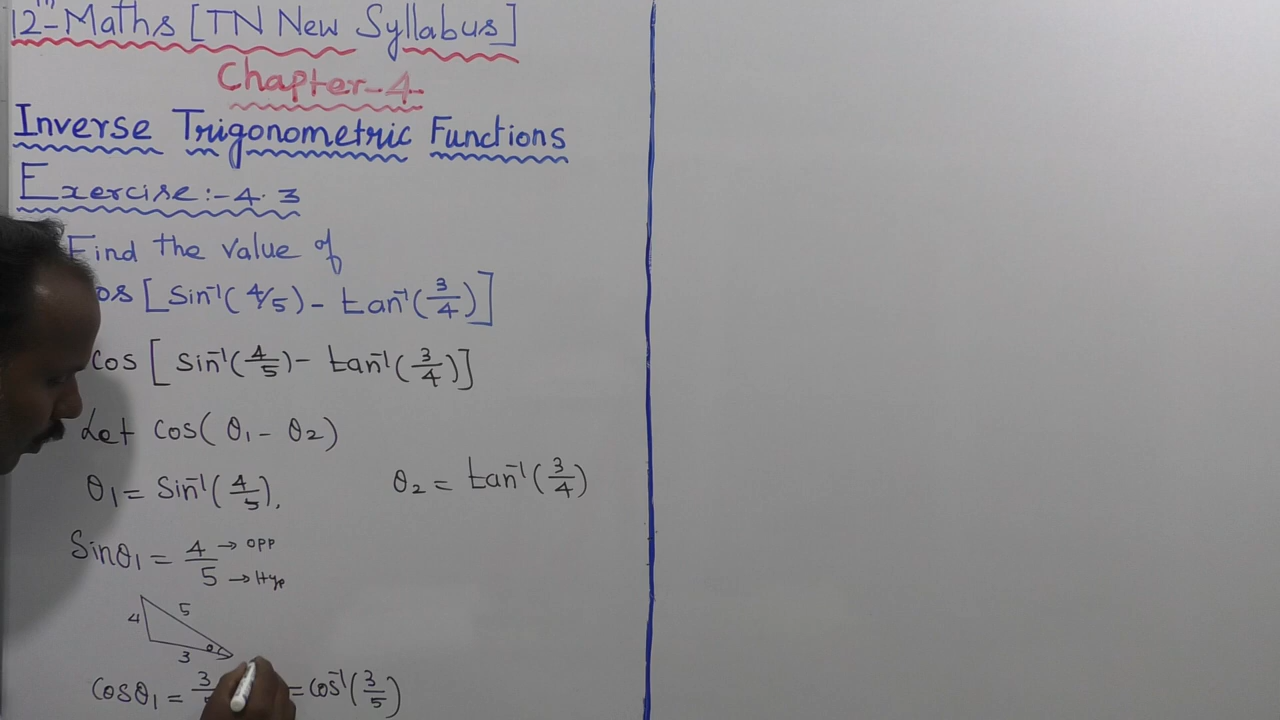 12th-Maths [TN New Syllabus]
Chapter-4
Inverse Trigonometric Functions
Exercise:-4.3
Find the value of
os [Sin⁻¹(4/5) - tan⁻¹(3/4)]
cos [Sin⁻¹(4/5) - tan⁻¹(3/4)]
Let cos(θ₁ - θ₂)
θ₁ = Sin⁻¹(4/5), θ₂ = tan⁻¹(3/4)
Sinθ₁ = 4/5 → opp → Hyp
4 5
3 θ
cosθ₁ = 3/ = cos⁻¹(3/5)